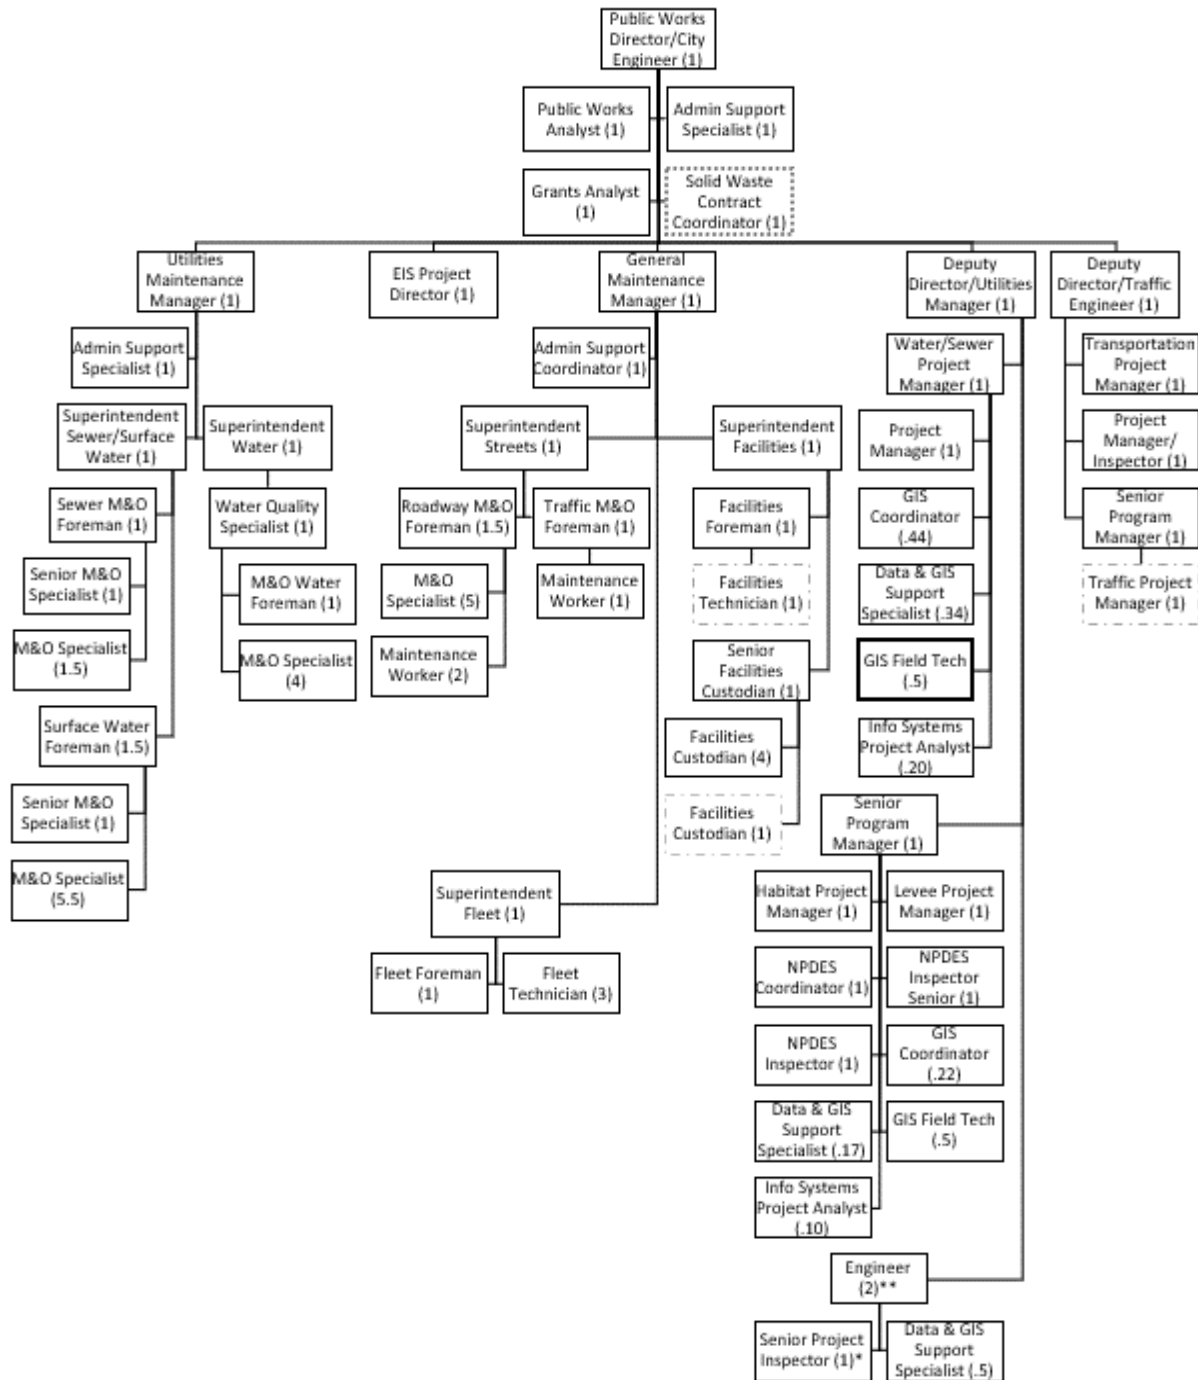 Public Works
Director/City
Engineer (1)
Public Works
Analyst (1)
Admin Support
Specialist (1)
Grants Analyst
(1)
Solid Waste
Contract
Coordinator (1)
Utilities
Maintenance
Manager (1)
EIS Project
Director (1)
General
Maintenance
Manager (1)
Deputy
Director/Utilities
Manager (1)
Deputy
Director/Traffic
Engineer (1)
Admin Support
Specialist (1)
Superintendent
Sewer/Surface
Water (1)
Superintendent
Water (1)
Sewer M&O
Foreman (1)
Senior M&O
Specialist (1)
M&O Specialist
(1.5)
Surface Water
Foreman (1.5)
Senior M&O
Specialist (1)
M&O Specialist
(5.5)
Water Quality
Specialist (1)
M&O Water
Foreman (1)
M&O Specialist
(4)
Admin Support
Coordinator (1)
Superintendent
Streets (1)
Superintendent
Facilities (1)
Roadway M&O
Foreman (1.5)
Traffic M&O
Foreman (1)
M&O
Specialist (5)
Maintenance
Worker (1)
Maintenance
Worker (2)
Facilities
Foreman (1)
Facilities
Technician (1)
Senior
Facilities
Custodian (1)
Facilities
Custodian (4)
Facilities
Custodian (1)
Superintendent
Fleet (1)
Fleet Foreman
(1)
Fleet
Technician (3)
Water/Sewer
Project
Manager (1)
Project
Manager (1)
GIS
Coordinator
(.44)
Data & GIS
Support
Specialist (.34)
GIS Field Tech
(.5)
Info Systems
Project Analyst
(.20)
Senior
Program
Manager (1)
Habitat Project
Manager (1)
Levee Project
Manager (1)
NPDES
Coordinator (1)
NPDES
Inspector
Senior (1)
NPDES
Inspector (1)
GIS
Coordinator
(.22)
Data & GIS
Support
Specialist (.17)
GIS Field Tech
(.5)
Info Systems
Project Analyst
(.10)
Engineer
(2)**
Senior Project
Inspector (1)*
Data & GIS
Support
Specialist (.5)
Transportation
Project
Manager (1)
Project
Manager/
Inspector (1)
Senior
Program
Manager (1)
Traffic Project
Manager (1)